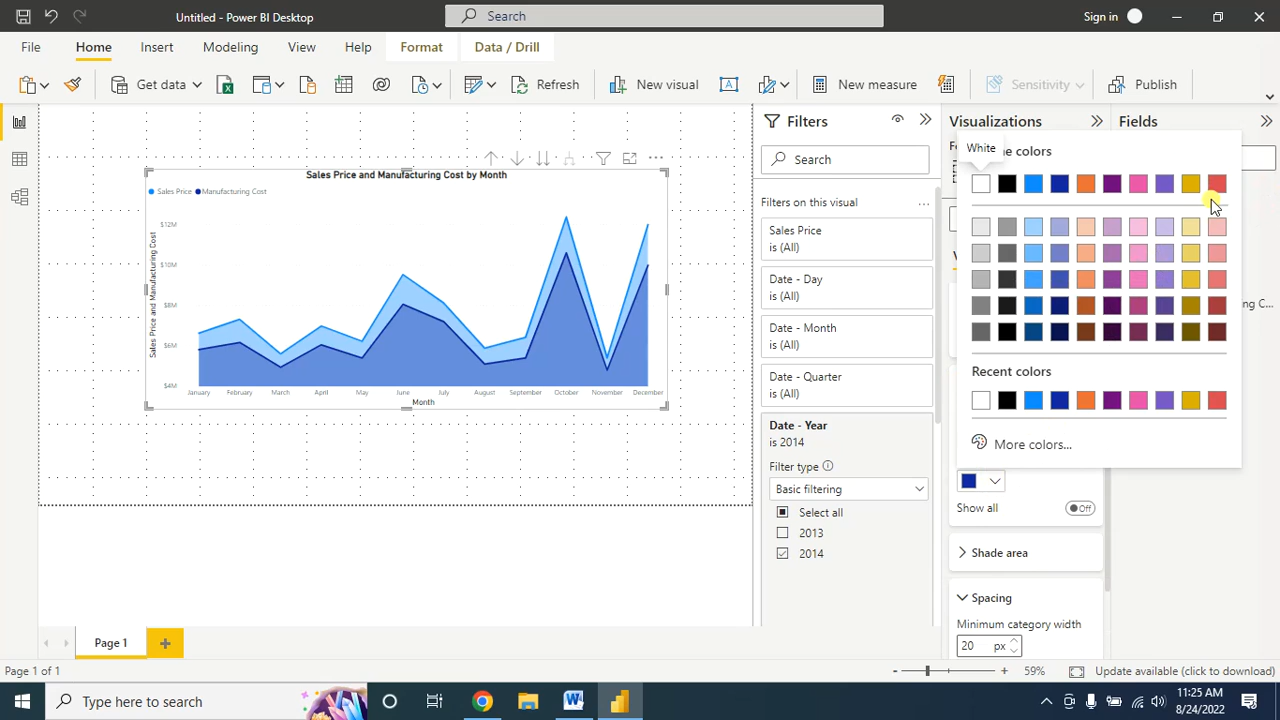 Untitled - Power BI Desktop
Search
Sign in
File
Home
Insert
Modeling
View
Help
Format
Data / Drill
Get data
Refresh
New visual
New measure
Sensitivity
Publish
Filters
Visualizations
Fields
Search
White
colors
Sales Price and Manufacturing Cost by Month
Sales Price
Manufacturing Cost
Sales Price and Manufacturing Cost
$12M
$10M
$8M
$6M
$4M
January
February
March
April
May
June
July
August
September
October
November
December
Month
Filters on this visual
Sales Price
is (All)
Date - Day
is (All)
Date - Month
is (All)
Date - Quarter
is (All)
Date - Year
is 2014
Filter type
Basic filtering
Select all
2013
2014
Recent colors
More colors...
Show all
Off
Shade area
Spacing
Minimum category width
20 px
Page 1
Page 1 of 1
59%
Update available (click to download)
Type here to search
11:25 AM
8/24/2022